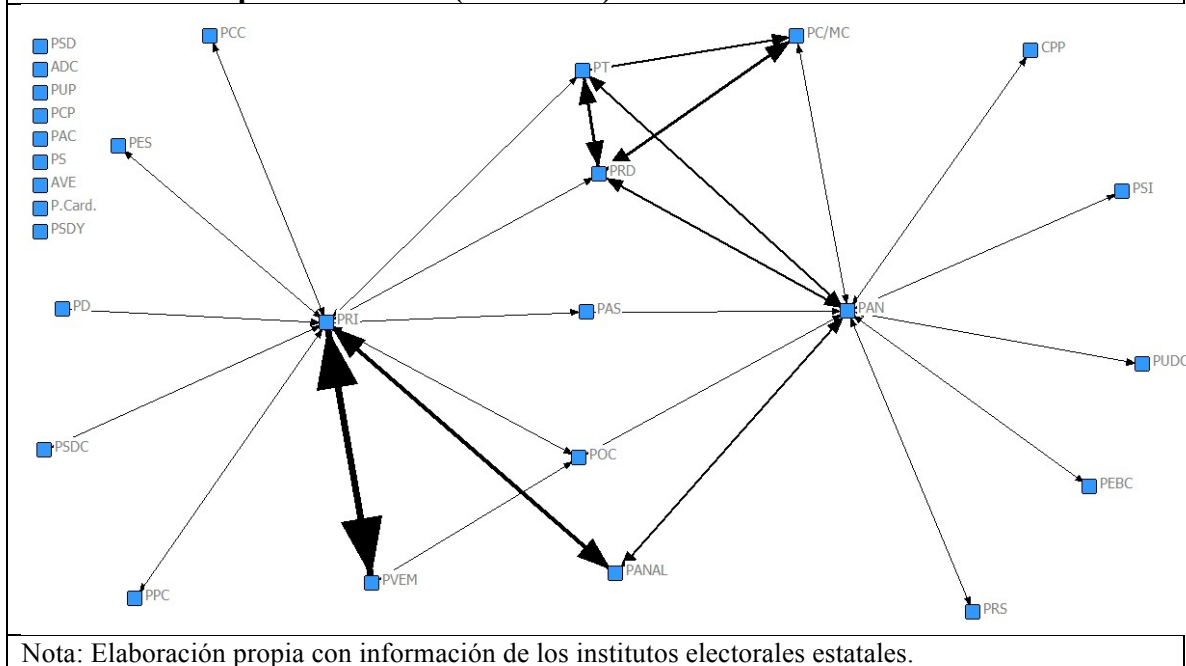 PSD
ADC
PUP
PCP
PAC
PS
AVE
P.Card.
PSDY
PCC
PC/MC
CPP
PT
PES
PRD
PSI
PD
PRI
PAS
PAN
PUDC
PSDC
POC
PEBC
PANAL
PVEM
PPC
PRS
Nota: Elaboración propia con información de los institutos electorales estatales.